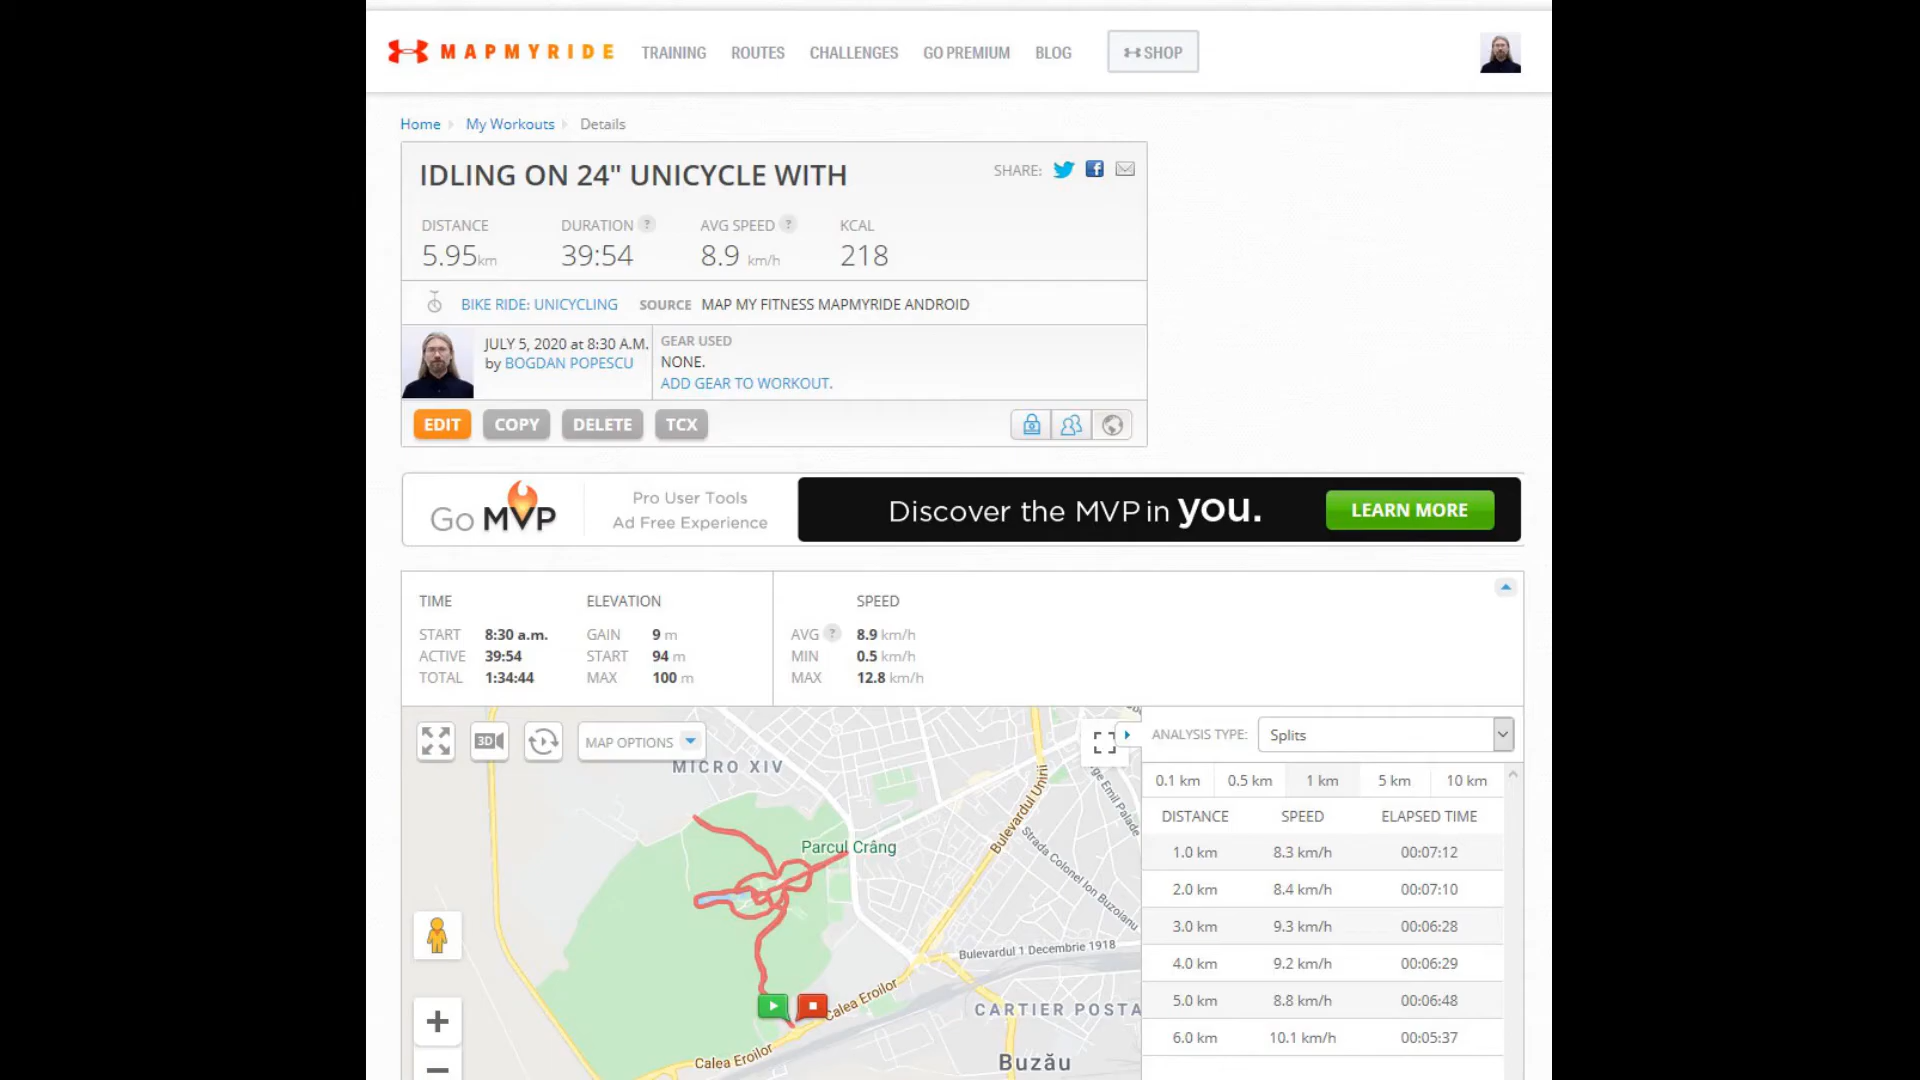 MAPMYRIDE TRAINING ROUTES CHALLENGES GO PREMIUM BLOG SHOP
Home My Workouts Details
IDLING ON 24" UNICYCLE WITH
SHARE:
DISTANCE DURATION ? AVG SPEED ? KCAL
5.95km 39:54 8.9 km/h 218
BIKE RIDE: UNICYCLING SOURCE MAP MY FITNESS MAPMYRIDE ANDROID
JULY 5, 2020 at 8:30 A.M.
by BOGDAN POPESCU
GEAR USED
NONE.
ADD GEAR TO WORKOUT.
EDIT COPY DELETE TCX
Go MVP
Pro User Tools
Ad Free Experience
Discover the MVP in you.
LEARN MORE
TIME ELEVATION SPEED
START 8:30 a.m. GAIN 9 m AVG ? 8.9 km/h
ACTIVE 39:54 START 94 m MIN 0.5 km/h
TOTAL 1:34:44 MAX 100 m MAX 12.8 km/h
3D
MAP OPTIONS
MICRO XIV
Parcul Crâng
Bulevardul Unirii
Strada Colonel Ion Buzoianu
Bulevardul 1 Decembrie 1918
Calea Eroilor
CARTIER POSTA
Calea Eroilor
Buzău
ANALYSIS TYPE: Splits
0.1 km 0.5 km 1 km 5 km 10 km
DISTANCE SPEED ELAPSED TIME
1.0 km 8.3 km/h 00:07:12
2.0 km 8.4 km/h 00:07:10
3.0 km 9.3 km/h 00:06:28
4.0 km 9.2 km/h 00:06:29
5.0 km 8.8 km/h 00:06:48
6.0 km 10.1 km/h 00:05:37